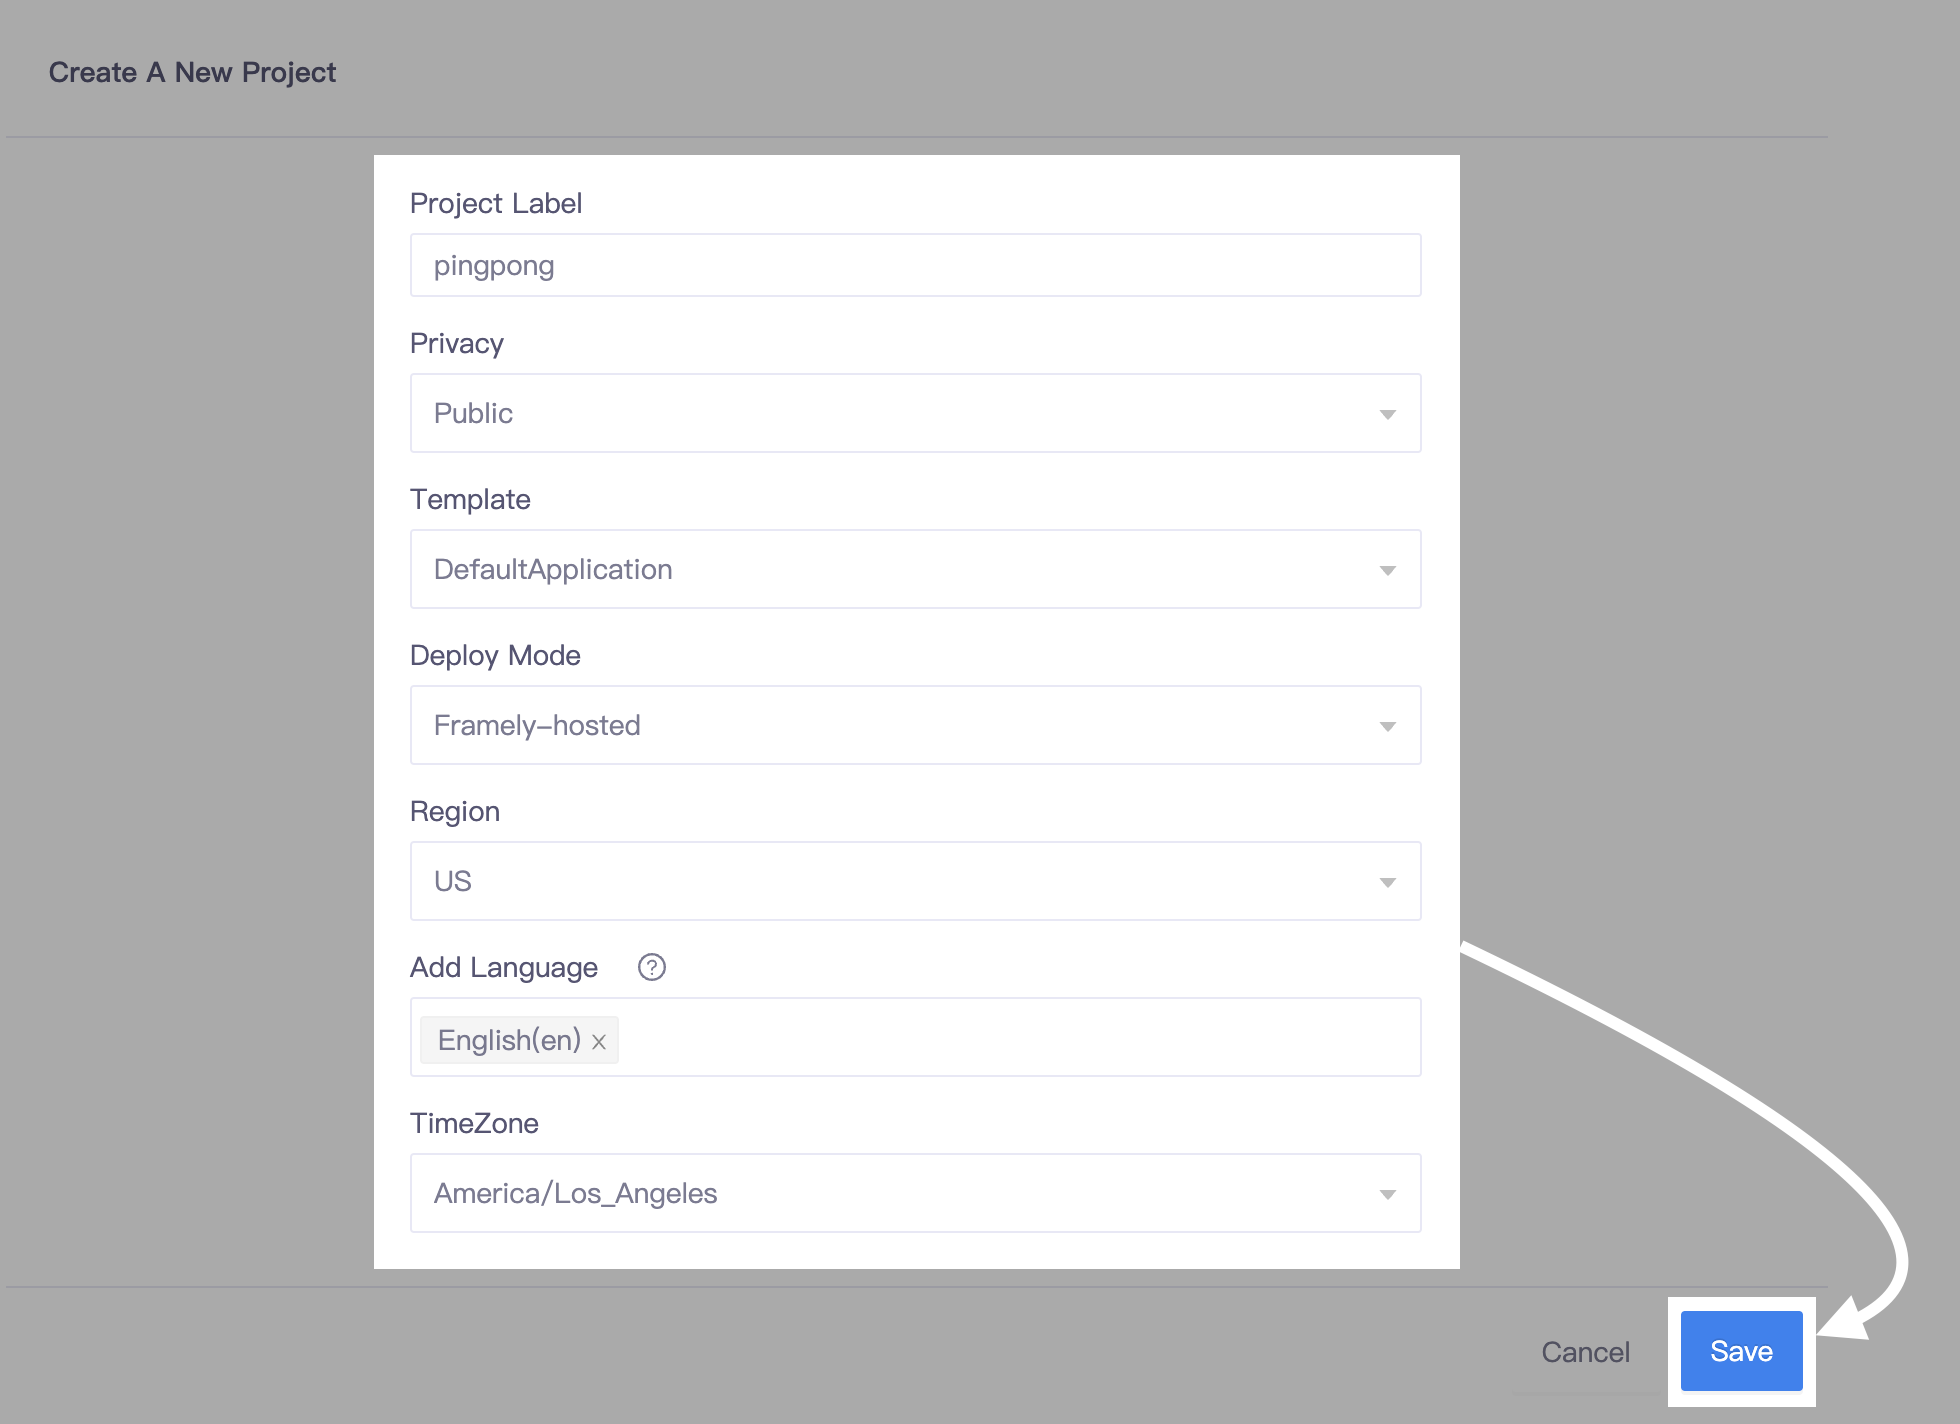 Create A New Project
Project Label
pingpong
Privacy
Public
Template
DefaultApplication
Deploy Mode
Framely-hosted
Region
US
Add Language ?
English(en) ×
TimeZone
America/Los_Angeles
Cancel Save